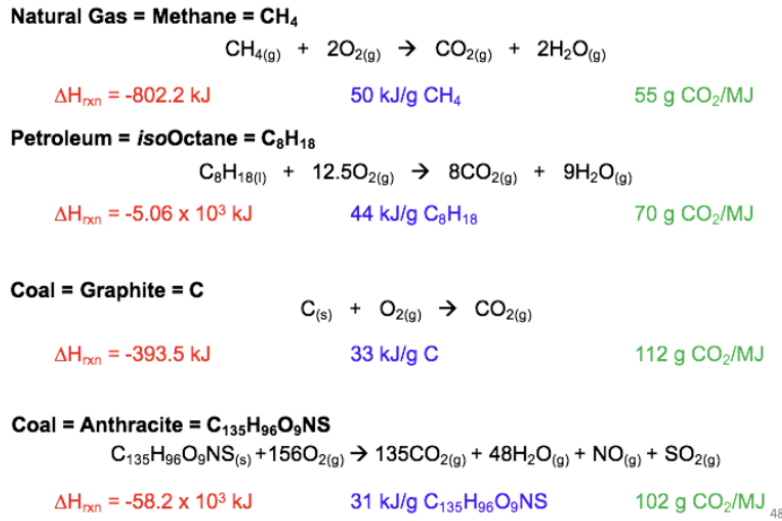 Natural Gas = Methane = CH₄
CH₄(g) + 2O₂(g) → CO₂(g) + 2H₂O(g)
ΔHrxn = -802.2 kJ 50 kJ/g CH₄ 55 g CO₂/MJ
Petroleum = isoOctane = C₈H₁₈
C₈H₁₈(l) + 12.5O₂(g) → 8CO₂(g) + 9H₂O(g)
ΔHrxn = -5.06 x 10³ kJ 44 kJ/g C₈H₁₈ 70 g CO₂/MJ
Coal = Graphite = C
C(s) + O₂(g) → CO₂(g)
ΔHrxn = -393.5 kJ 33 kJ/g C 112 g CO₂/MJ
Coal = Anthracite = C₁₃₅H₉₆O₉NS
C₁₃₅H₉₆O₉NS(s) +156O₂(g) → 135CO₂(g) + 48H₂O(g) + NO(g) + SO₂(g)
ΔHrxn = -58.2 x 10³ kJ 31 kJ/g C₁₃₅H₉₆O₉NS 102 g CO₂/MJ
48